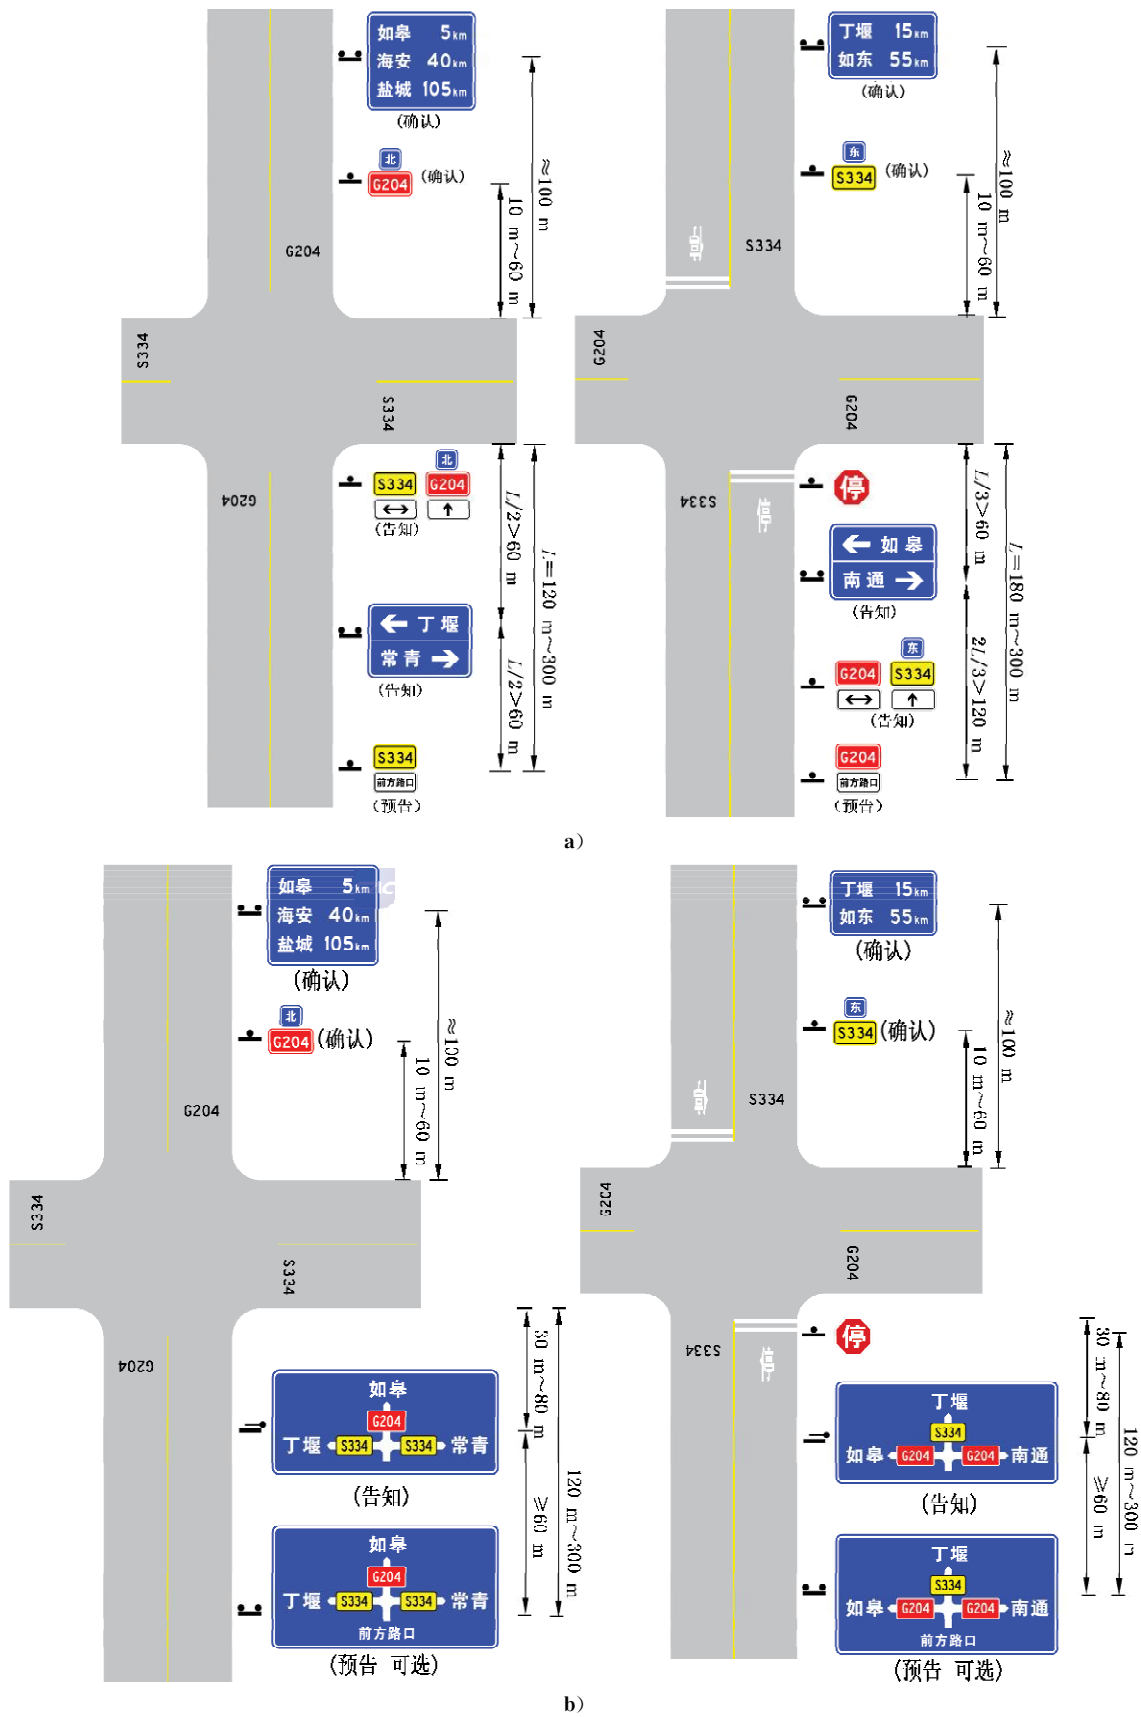 如皋 5km
海安 40km
盐城 105km
(确认)
北
G204 (确认)
≈100 m
10 m～60 m
G204
S334
S334
G204
北
S334 G204
(告知)
L/2>60 m
L=120 m～300 m
丁堰
常青
(告知)
L/2>60 m
S334
前方路口
(预告)
丁堰 15km
如东 55km
(确认)
东
S334 (确认)
≈100 m
10 m～60 m
S334
G204
G204
S334
停
L/3>60 m
如皋
南通
(告知)
L=180 m～300 m
东
G204 S334
(告知)
2L/3>120 m
G204
前方路口
(预告)
a)
如皋 5km
海安 40km
盐城 105km
(确认)
北
G204 (确认)
≈100 m
10 m～60 m
G204
S334
S334
G204
30 m～80 m
如皋
G204
丁堰 S334 S334 常青
(告知)
≥60 m
120 m～300 m
如皋
G204
丁堰 S334 S334 常青
前方路口
(预告 可选)
丁堰 15km
如东 55km
(确认)
东
S334 (确认)
≈100 m
10 m～60 m
S334
G204
G204
S334
停
30 m～80 m
丁堰
S334
如皋 G204 G204 南通
(告知)
≥60 m
120 m～300 m
丁堰
S334
如皋 G204 G204 南通
前方路口
(预告 可选)
b)